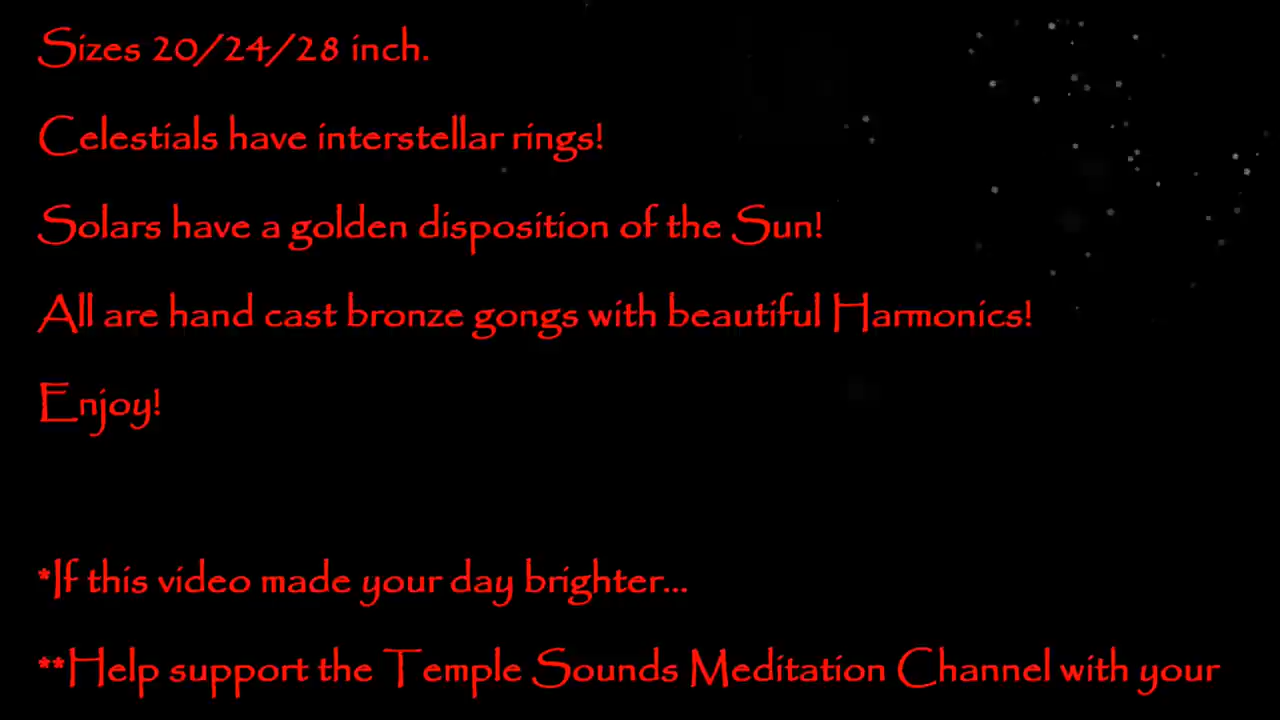 Sizes 20/24/28 inch.
Celestials have interstellar rings!
Solars have a golden disposition of the Sun!
All are hand cast bronze gongs with beautiful Harmonics!
Enjoy!
*If this video made your day brighter...
**Help support the Temple Sounds Meditation Channel with your